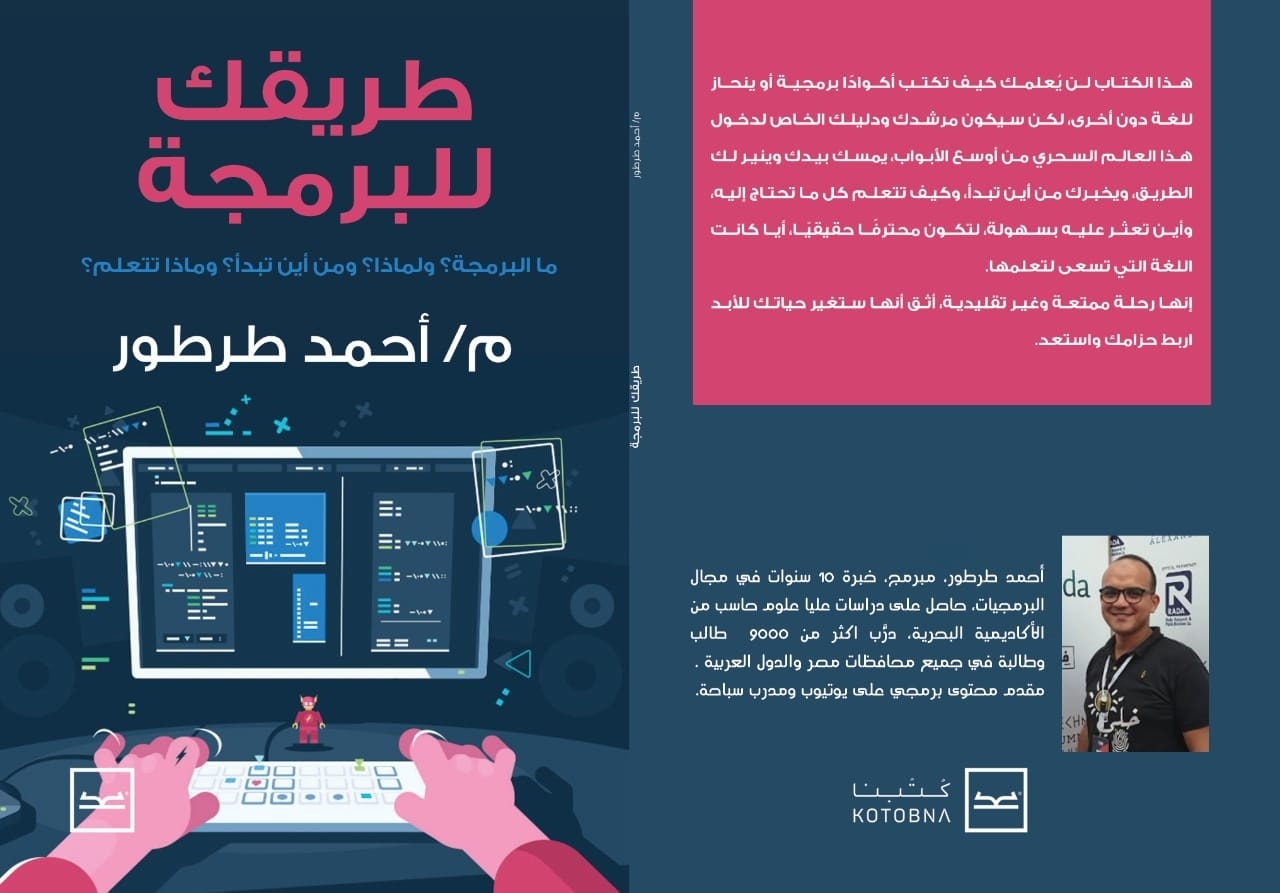 طريقك
للبرمجة
ما البرمجة؟ ولماذا؟ ومن أين تبدأ؟ وماذا تتعلم؟
م/ أحمد طرطور
م/ أحمد طرطور
طريقك للبرمجة
هذا الكتاب لن يُعلمك كيف تكتب أكوادًا برمجية أو ينحاز
للغة دون أخرى، لكن سيكون مرشدك ودليلك الخاص لدخول
هذا العالم السحري من أوسع الأبواب، يمسك بيدك وينير لك
الطريق، ويخبرك من أين تبدأ، وكيف تتعلم كل ما تحتاج إليه،
وأين تعثر عليه بسهولة، لتكون محترفًا حقيقيًا، أيا كانت
اللغة التي تسعى لتعلمها.
إنها رحلة ممتعة وغير تقليدية، أثق أنها ستغير حياتك للأبد
اربط حزامك واستعد.
أحمد طرطور، مبرمج، خبرة 10 سنوات في مجال
البرمجيات، حاصل على دراسات عليا علوم حاسب من
الأكاديمية البصرية، درَّب اكثر من 9000 طالب
وطالبة في جميع محافظات مصر والدول العربية .
مقدم محتوى برمجي على يوتيوب ومدرب سباحة.
RADA
كُتُبنا
KOTOBNA